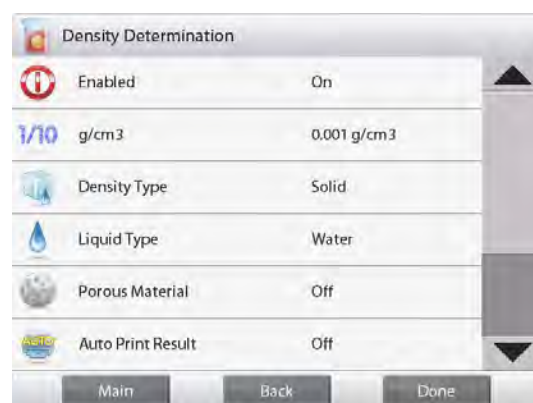 Density Determination
Enabled On
1/10 g/cm3 0.001 g/cm3
Density Type Solid
Liquid Type Water
Porous Material Off
AUTO Auto Print Result Off
Main Back Done